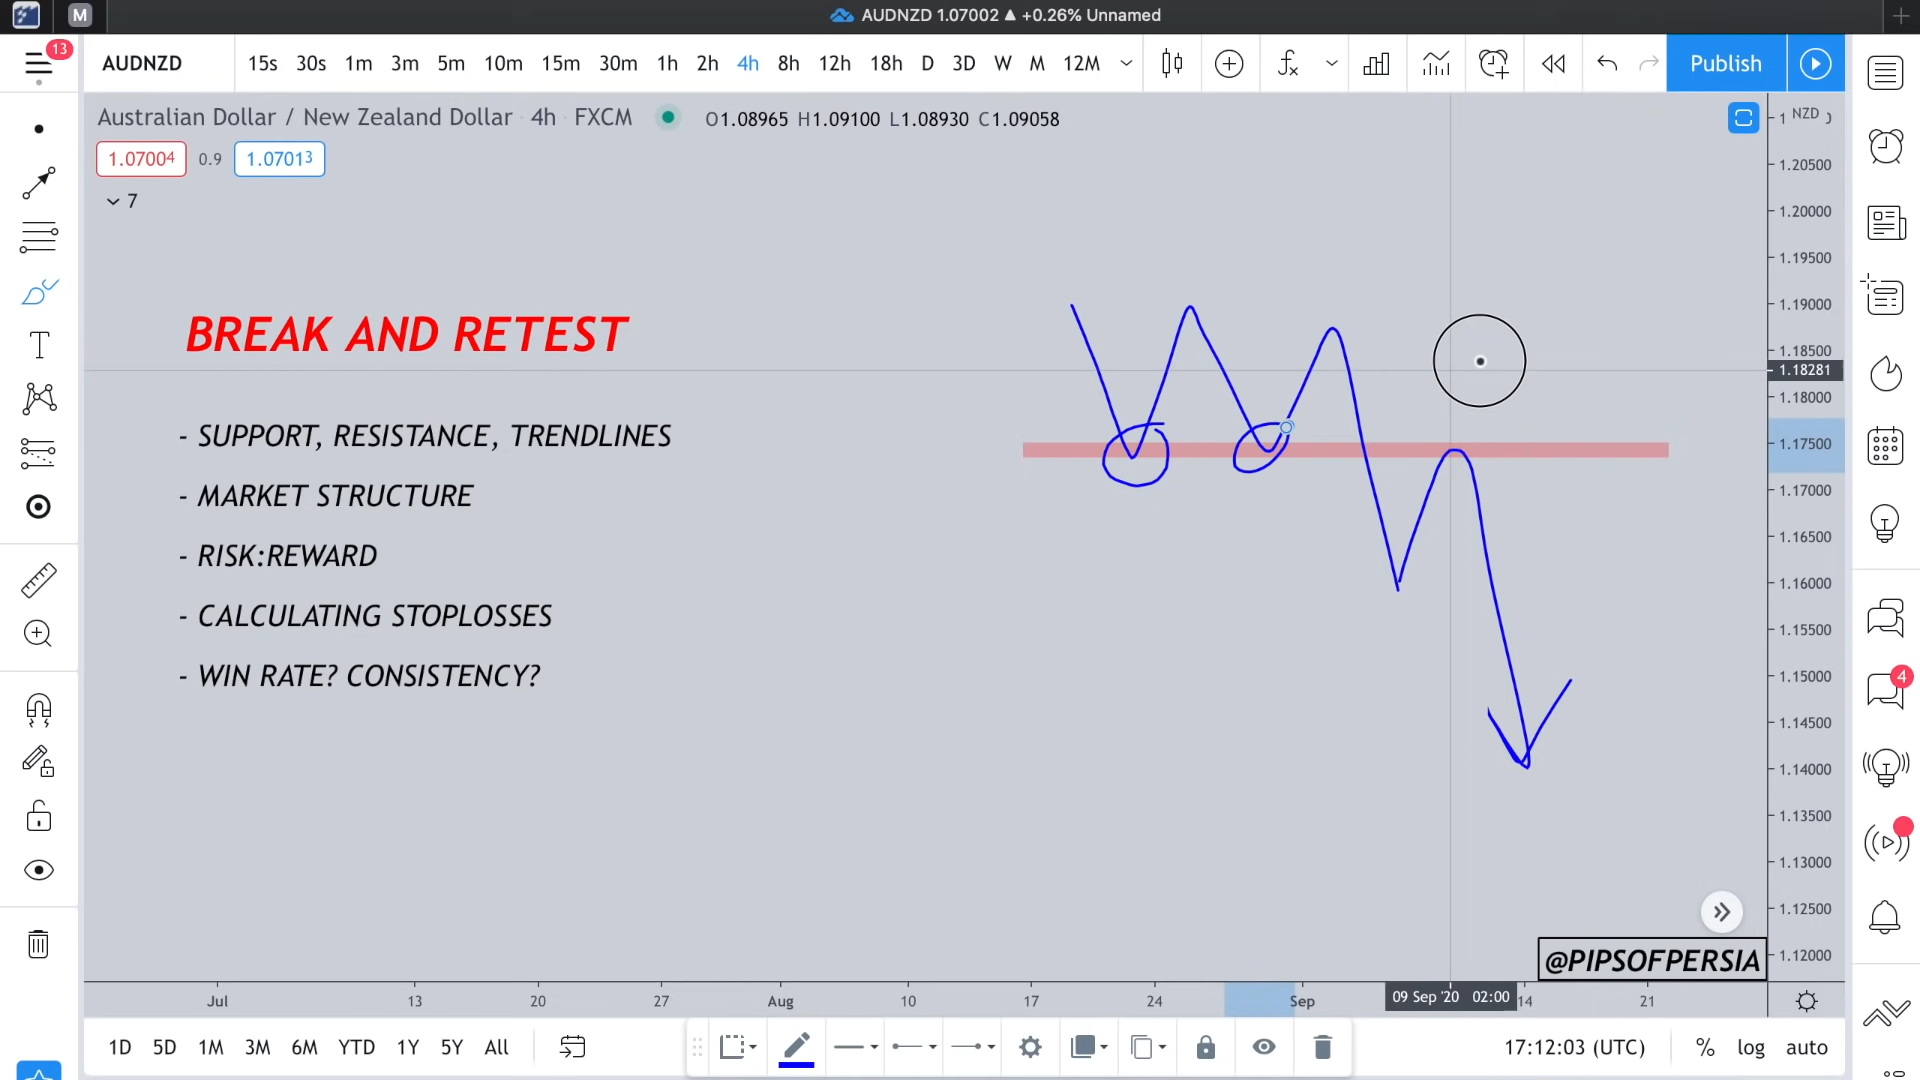 M
AUDNZD 1.07002 ▲ +0.26% Unnamed
13
AUDNZD 15s 30s 1m 3m 5m 10m 15m 30m 1h 2h 4h 8h 12h 18h D 3D W M 12M Publish
Australian Dollar / New Zealand Dollar · 4h · FXCM O1.08965 H1.09100 L1.08930 C1.09058
1.07004 0.9 1.07013
7
NZD
1.20500
1.20000
1.19500
1.19000
1.18500
1.18281
1.18000
1.17500
1.17000
1.16500
1.16000
1.15500
1.15000
1.14500
1.14000
1.13500
1.13000
1.12500
1.12000
BREAK AND RETEST
- SUPPORT, RESISTANCE, TRENDLINES
- MARKET STRUCTURE
- RISK:REWARD
- CALCULATING STOPLOSSES
- WIN RATE? CONSISTENCY?
4
@PIPSOFPERSIA
Jul 13 20 27 Aug 10 17 24 Sep 09 Sep '20 02:00 14 21
1D 5D 1M 3M 6M YTD 1Y 5Y All
17:12:03 (UTC) % log auto